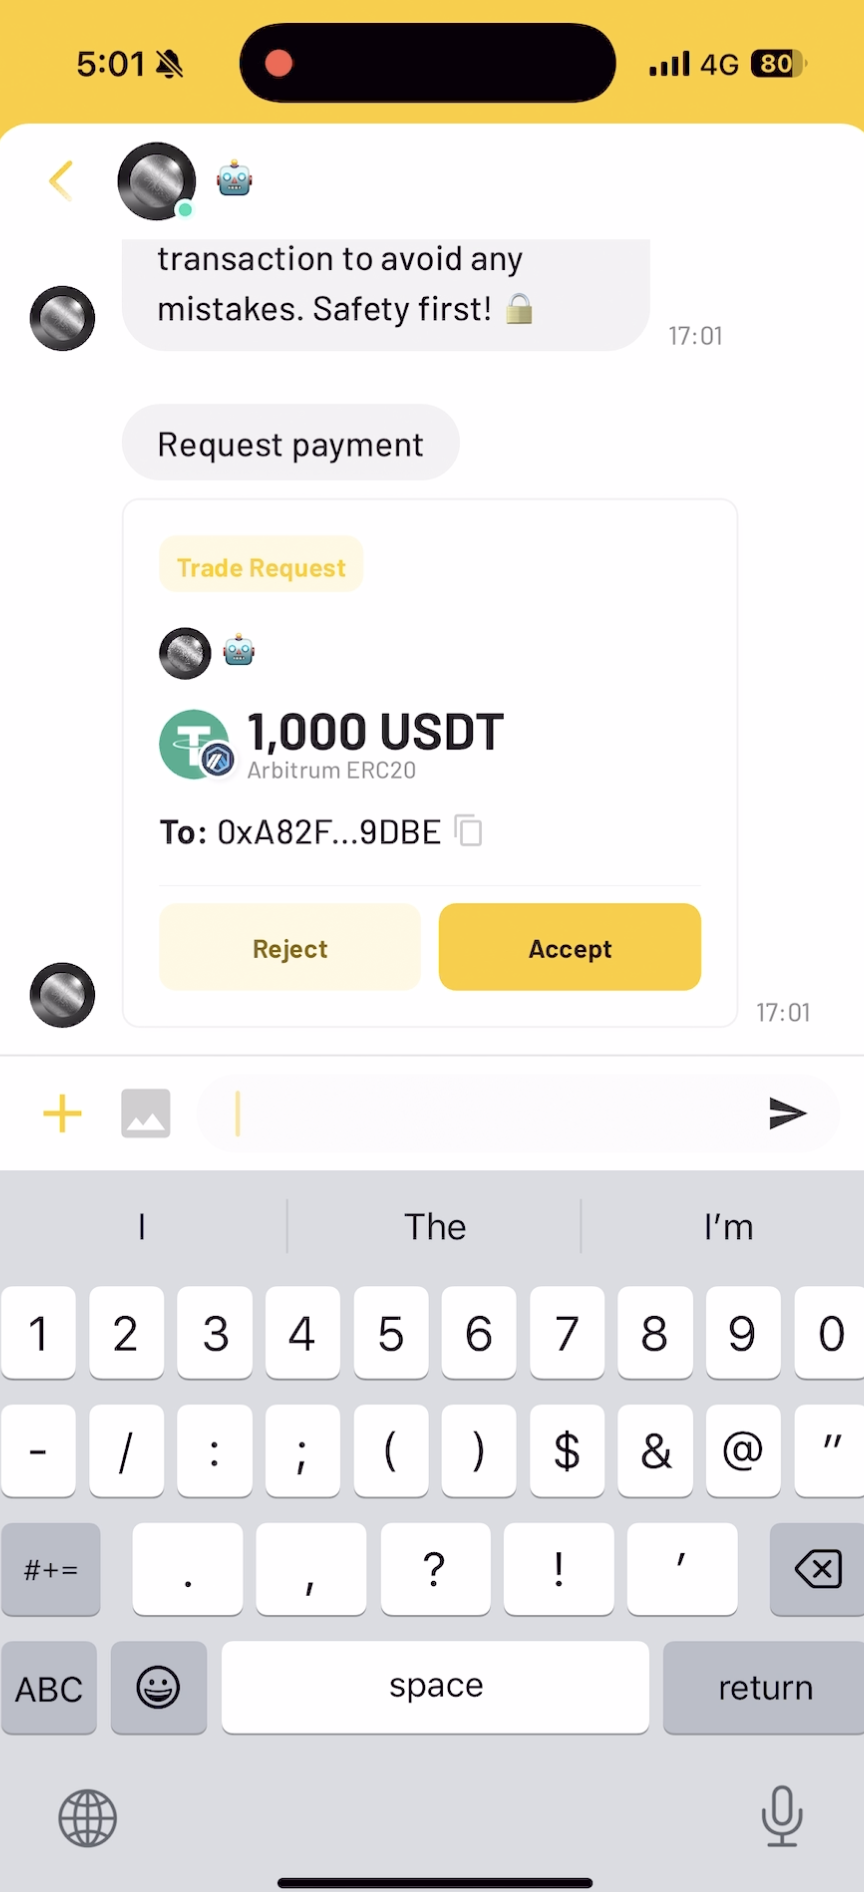 5:01
4G
80
transaction to avoid any
mistakes. Safety first!
17:01
Request payment
Trade Request
1,000 USDT
Arbitrum ERC20
To: 0xA82F...9DBE
Reject
Accept
17:01
I
The
I'm
1 2 3 4 5 6 7 8 9 0
- / : ; ( ) $ & @ "
#+= . , ? ! '
ABC
space
return